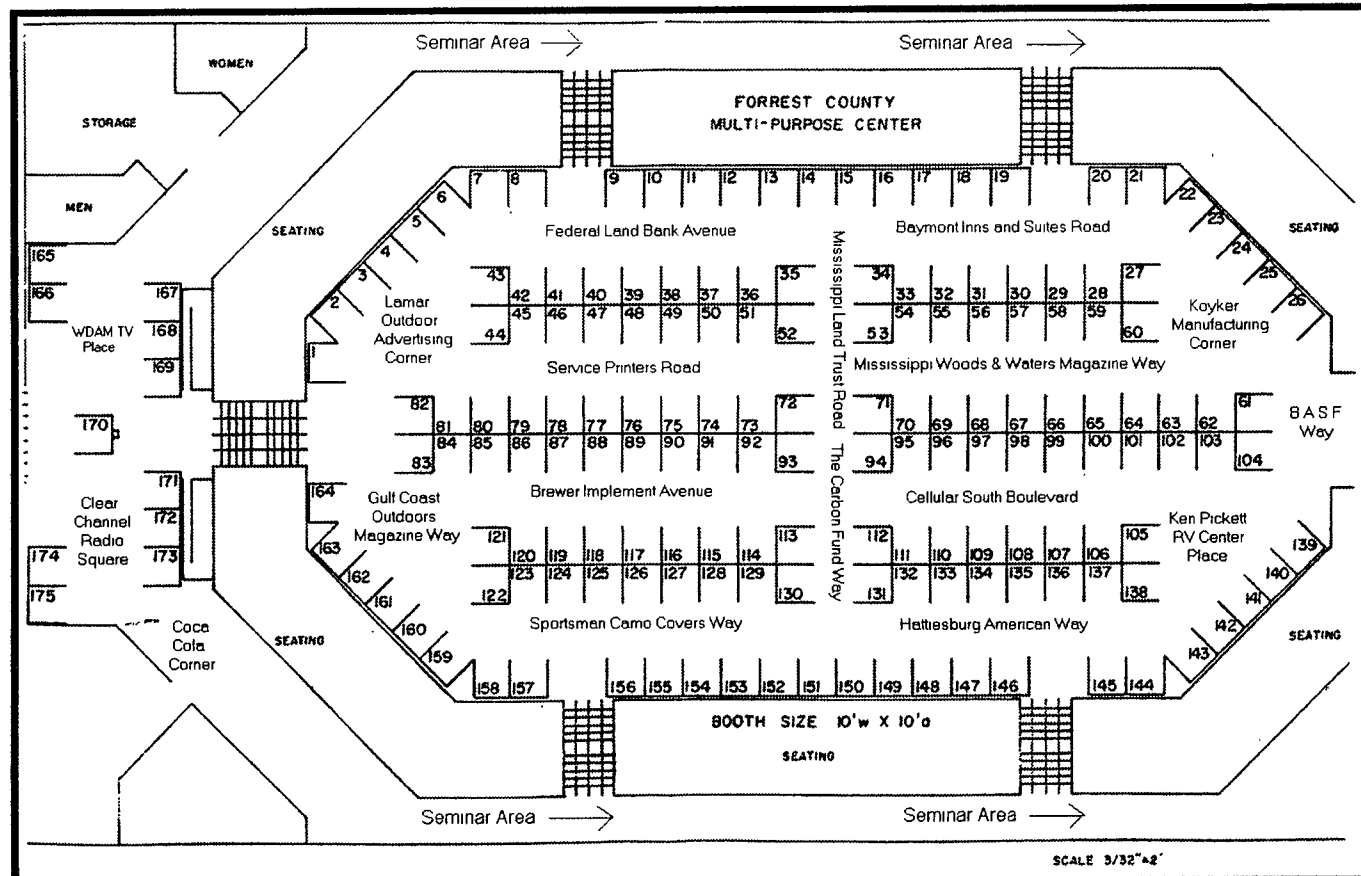 Seminar Area
Seminar Area
WOMEN
STORAGE
MEN
FORREST COUNTY
MULTI-PURPOSE CENTER
SEATING
SEATING
7 8 9 10 11 12 13 14 15 16 17 18 19 20 21
6 5 4 3 2 1
22 23 24 25 26
Federal Land Bank Avenue
Baymont Inns and Suites Road
Mississippi Land Trust Road
The Carbon Fund Way
165
166
167
168
169
WDAM TV
Place
170
Lamar
Outdoor
Advertising
Corner
43 42 41 40 39 38 37 36 35
44 45 46 47 48 49 50 51 52
34 33 32 31 30 29 28 27
53 54 55 56 57 58 59 60
Koyker
Manufacturing
Corner
Service Printers Road
Mississippi Woods & Waters Magazine Way
82 81 80 79 78 77 76 75 74 73 72
83 84 85 86 87 88 89 90 91 92 93
71 70 69 68 67 66 65 64 63 62 61
94 95 96 97 98 99 100 101 102 103 104
BASF
Way
171
172
173
174
175
Clear
Channel
Radio
Square
164
163
162
161
160
159
Gulf Coast
Outdoors
Magazine Way
Brewer Implement Avenue
Cellular South Boulevard
121 120 119 118 117 116 115 114 113
122 123 124 125 126 127 128 129 130
112 111 110 109 108 107 106 105
131 132 133 134 135 136 137 138
Ken Pickett
RV Center
Place
139
140
141
142
143
Coca
Cola
Corner
SEATING
Sportsman Camo Covers Way
Hattiesburg American Way
SEATING
158 157 156 155 154 153 152 151 150 149 148 147 146 145 144
BOOTH SIZE 10'w X 10'd
SEATING
Seminar Area
Seminar Area
SCALE 3/32"=2'